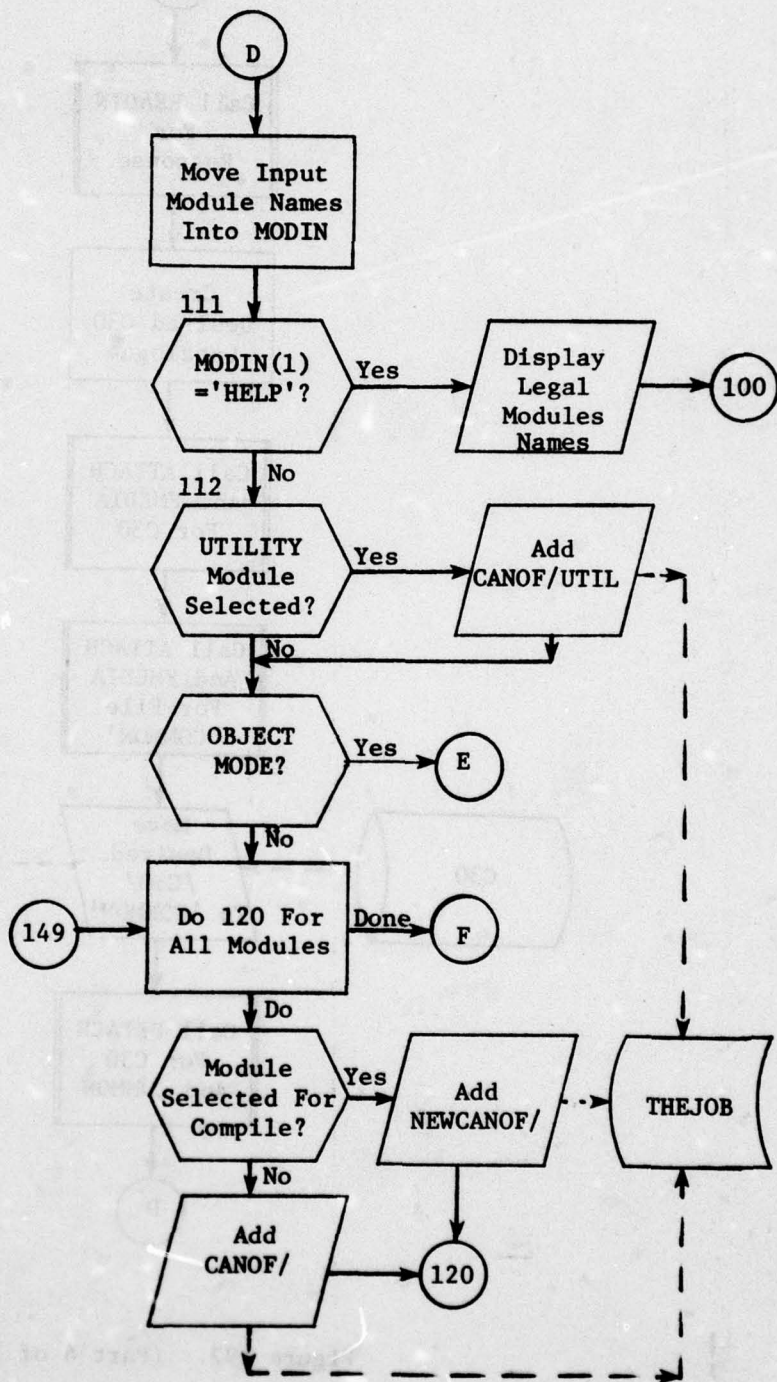 D
Move Input
Module Names
Into MODIN
111
MODIN(1)
='HELP'?
Yes
Display
Legal
Modules
Names
100
No
112
UTILITY
Module
Selected?
Yes
Add
CANOF/UTIL
No
OBJECT
MODE?
Yes
E
No
149
Do 120 For
All Modules
Done
F
Do
Module
Selected For
Compile?
Yes
Add
NEWCANOF/
THEJOB
No
Add
CANOF/
120